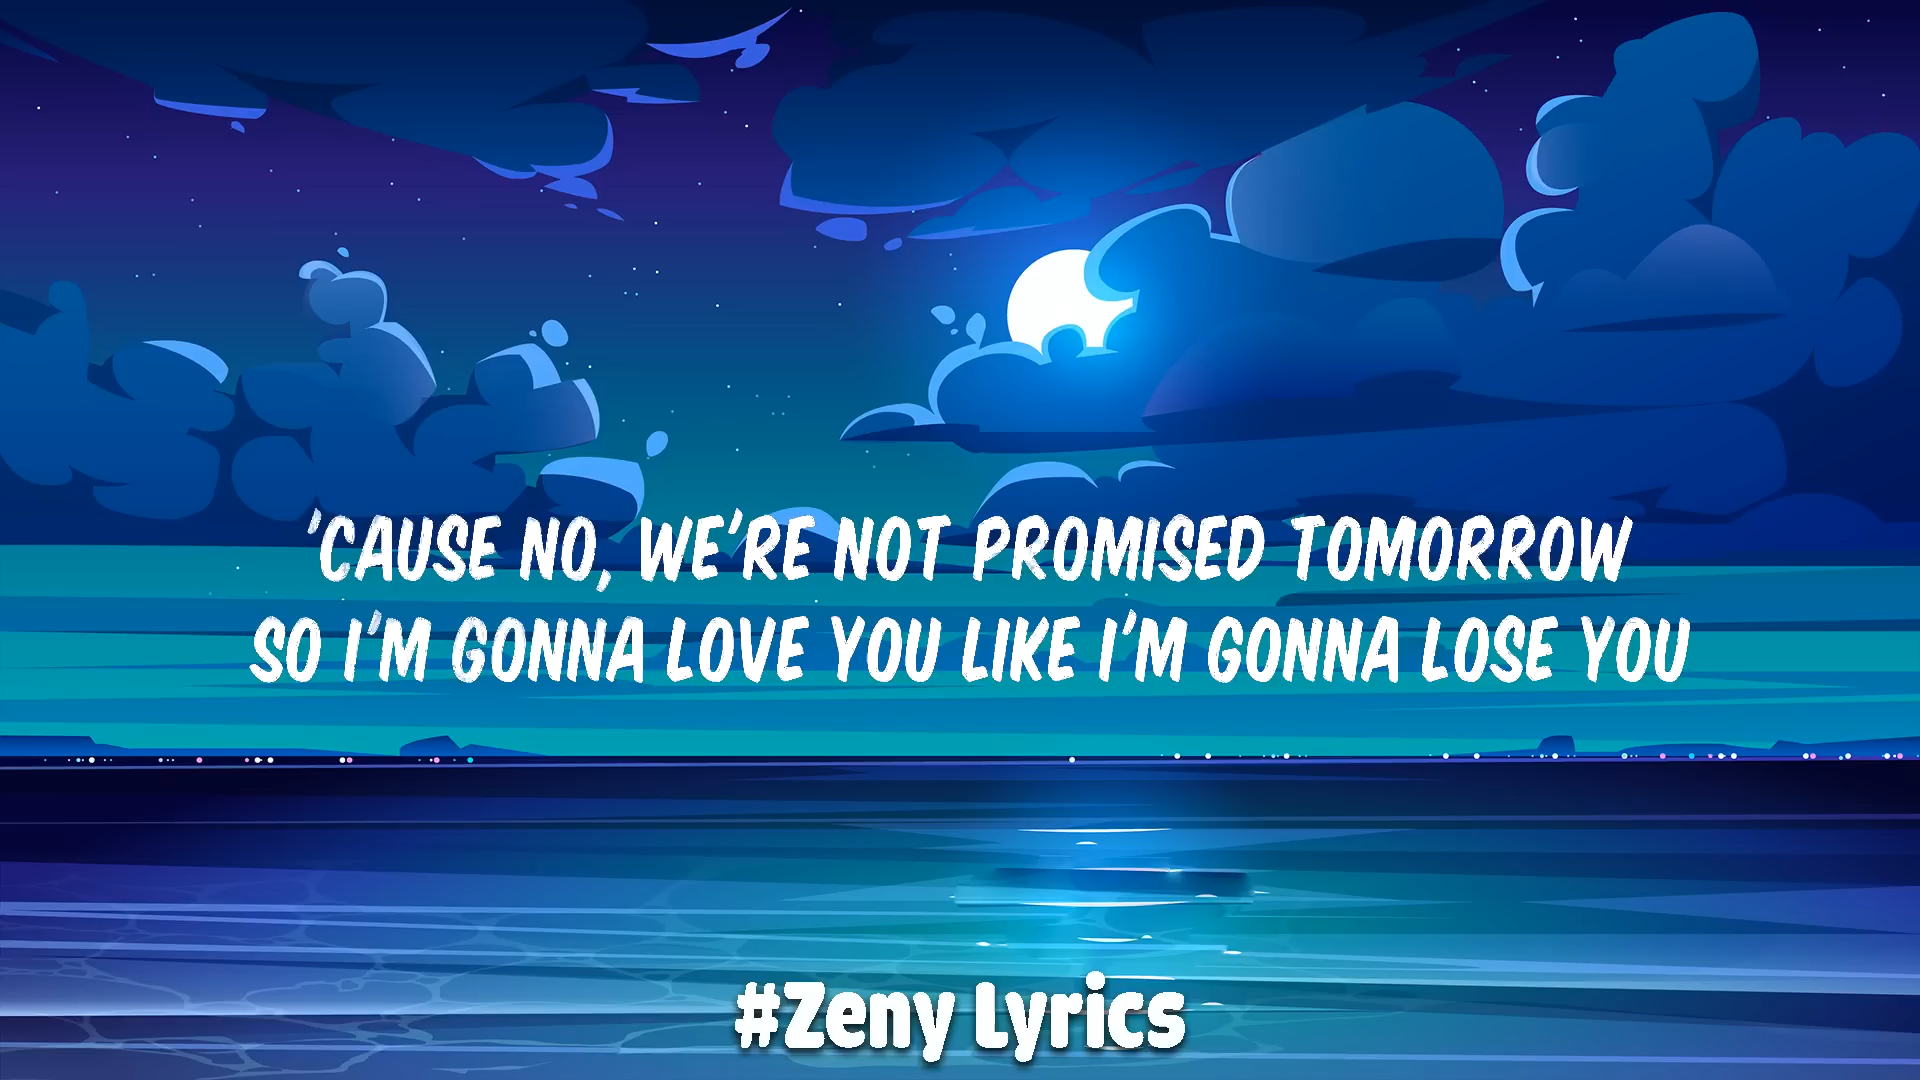 'CAUSE NO, WE'RE NOT PROMISED TOMORROW
SO I'M GONNA LOVE YOU LIKE I'M GONNA LOSE YOU
#Zeny Lyrics